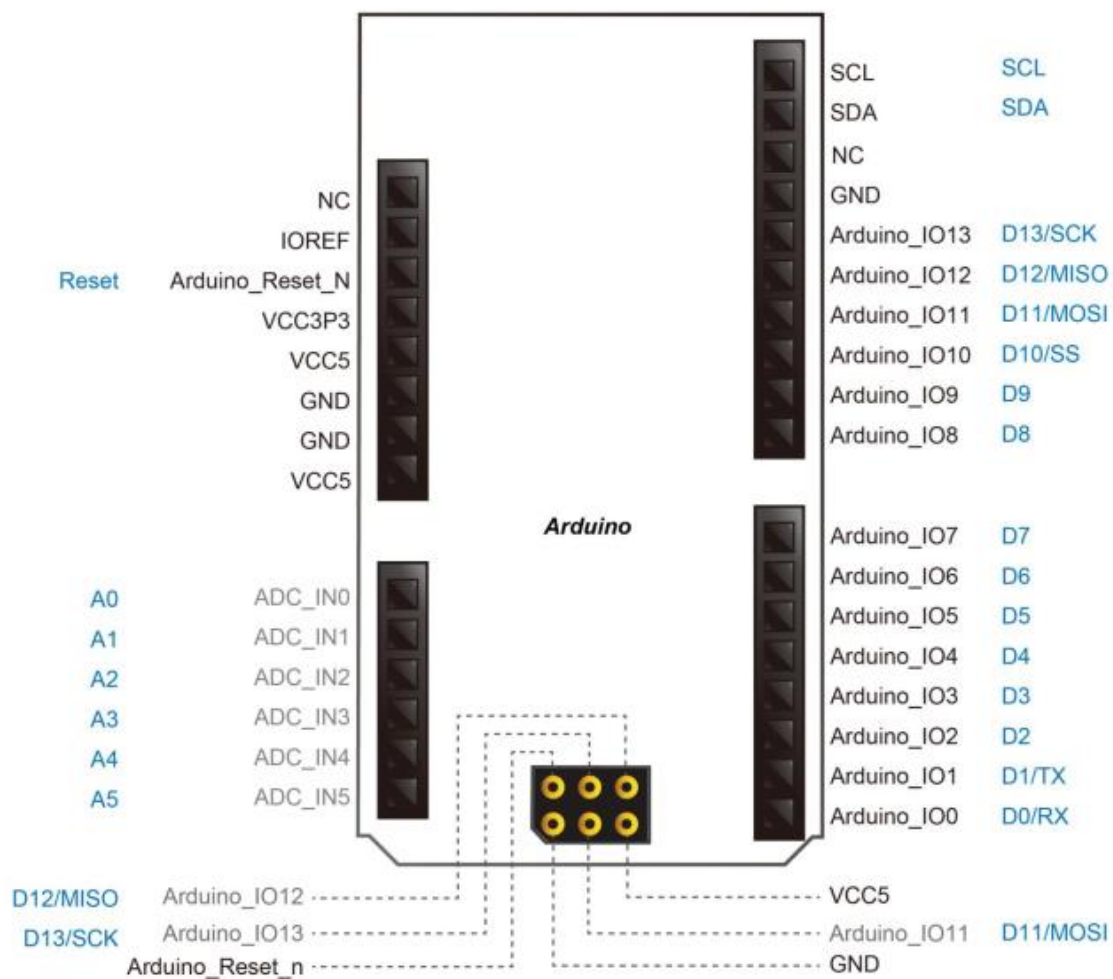 SCL SCL
SDA SDA
NC
GND
NC
IOREF
Arduino_IO13 D13/SCK
Reset Arduino_Reset_N
Arduino_IO12 D12/MISO
VCC3P3
Arduino_IO11 D11/MOSI
VCC5
Arduino_IO10 D10/SS
GND
Arduino_IO9 D9
GND
Arduino_IO8 D8
VCC5
Arduino
Arduino_IO7 D7
A0 ADC_IN0
Arduino_IO6 D6
A1 ADC_IN1
Arduino_IO5 D5
A2 ADC_IN2
Arduino_IO4 D4
A3 ADC_IN3
Arduino_IO3 D3
A4 ADC_IN4
Arduino_IO2 D2
A5 ADC_IN5
Arduino_IO1 D1/TX
Arduino_IO0 D0/RX
D12/MISO Arduino_IO12
VCC5
D13/SCK Arduino_IO13
Arduino_IO11 D11/MOSI
Arduino_Reset_n
GND